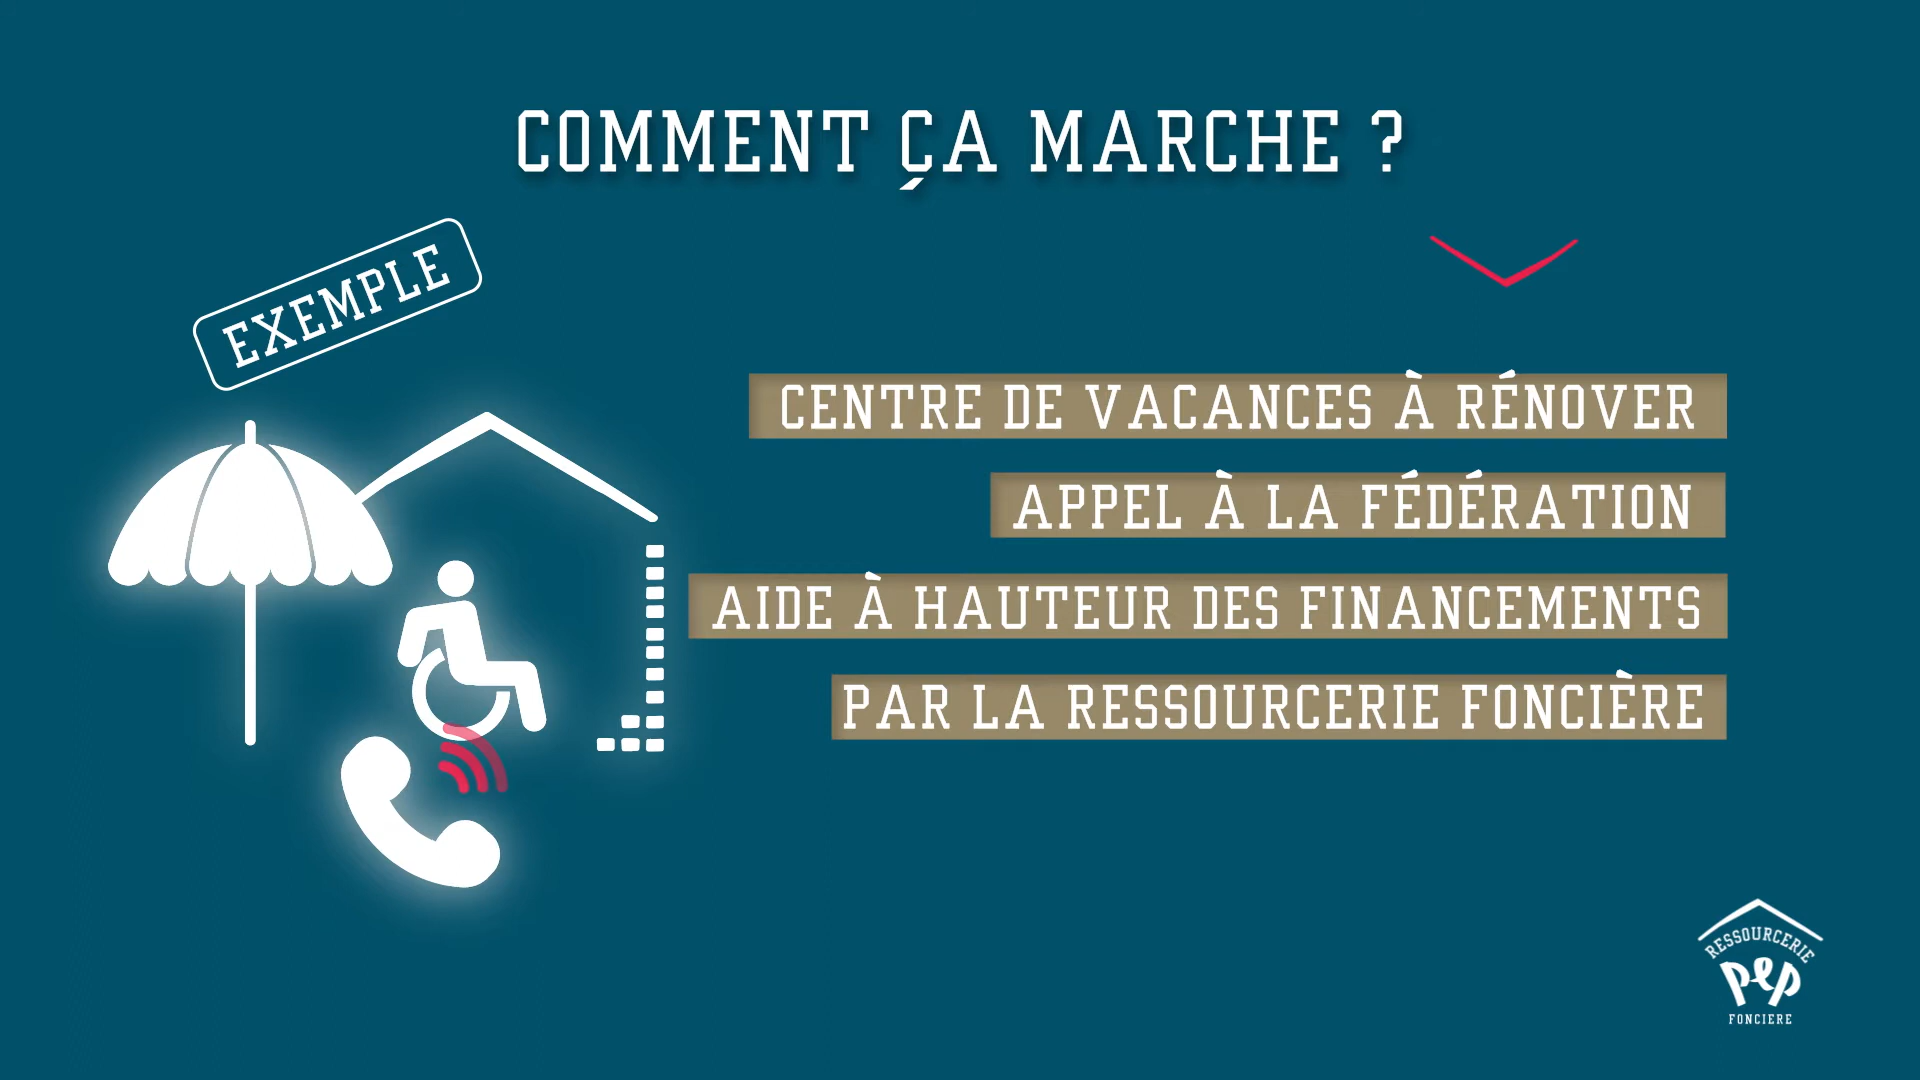 COMMENT ÇA MARCHE ?
EXEMPLE
CENTRE DE VACANCES À RÉNOVER
APPEL À LA FÉDÉRATION
AIDE À HAUTEUR DES FINANCEMENTS
PAR LA RESSOURCERIE FONCIÈRE
RESSOURCERIE
PEP
FONCIERE